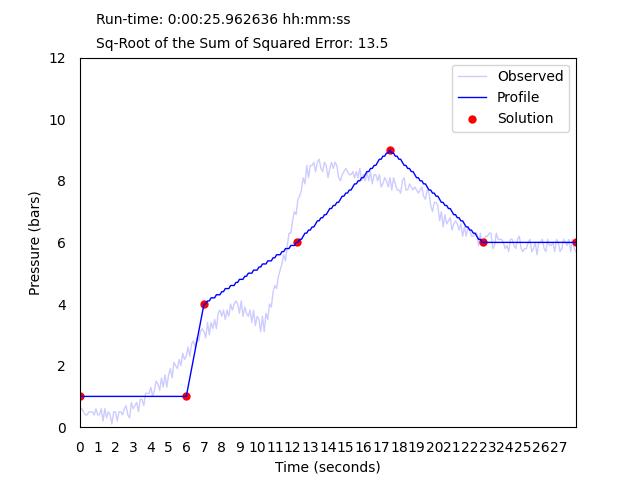 Run-time: 0:00:25.962636 hh:mm:ss
Sq-Root of the Sum of Squared Error: 13.5
12
10
8
6
4
2
0
Pressure (bars)
Observed
Profile
Solution
0 1 2 3 4 5 6 7 8 9 10 11 12 13 14 15 16 17 18 19 20 21 22 23 24 25 26 27
Time (seconds)